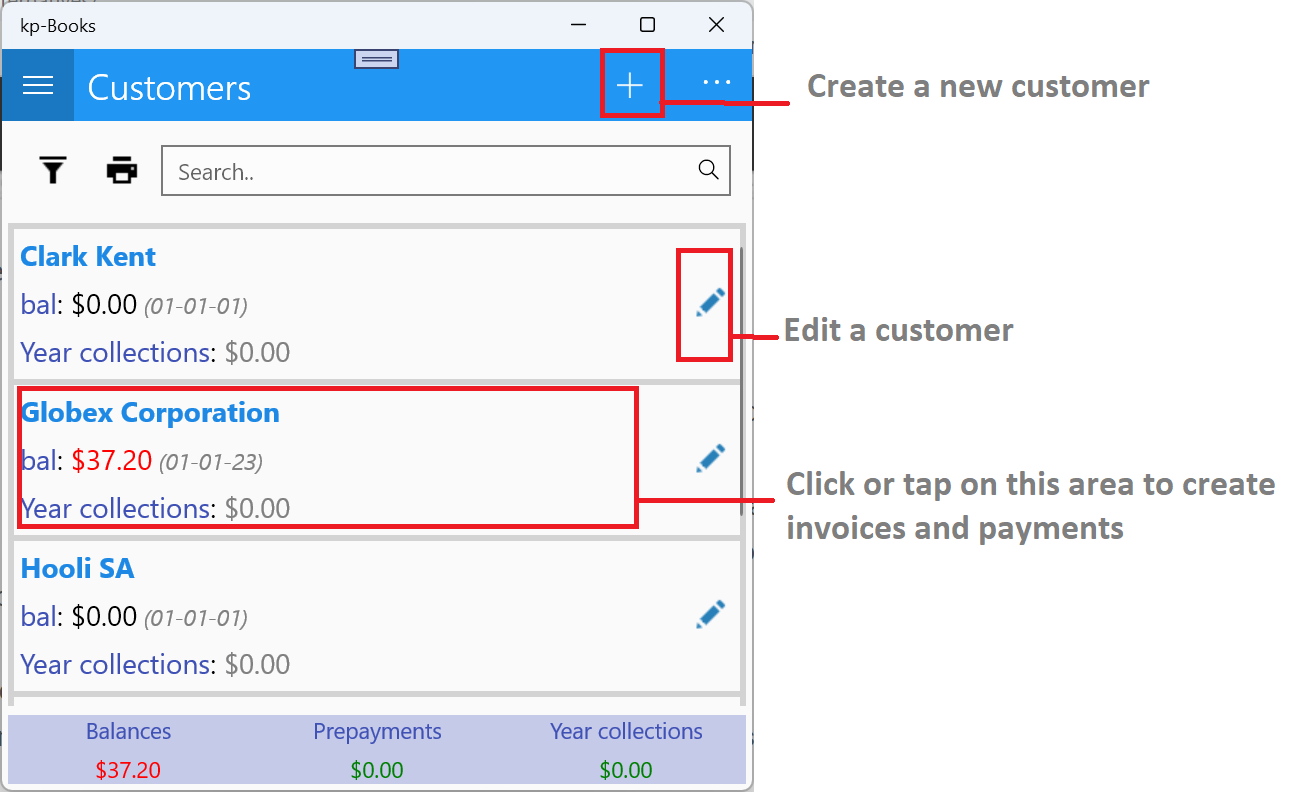 kp-Books
Customers
Create a new customer
Search..
Clark Kent
bal: $0.00 (01-01-01)
Year collections: $0.00
Edit a customer
Globex Corporation
bal: $37.20 (01-01-23)
Year collections: $0.00
Click or tap on this area to create
invoices and payments
Hooli SA
bal: $0.00 (01-01-01)
Year collections: $0.00
Balances Prepayments Year collections
$37.20 $0.00 $0.00